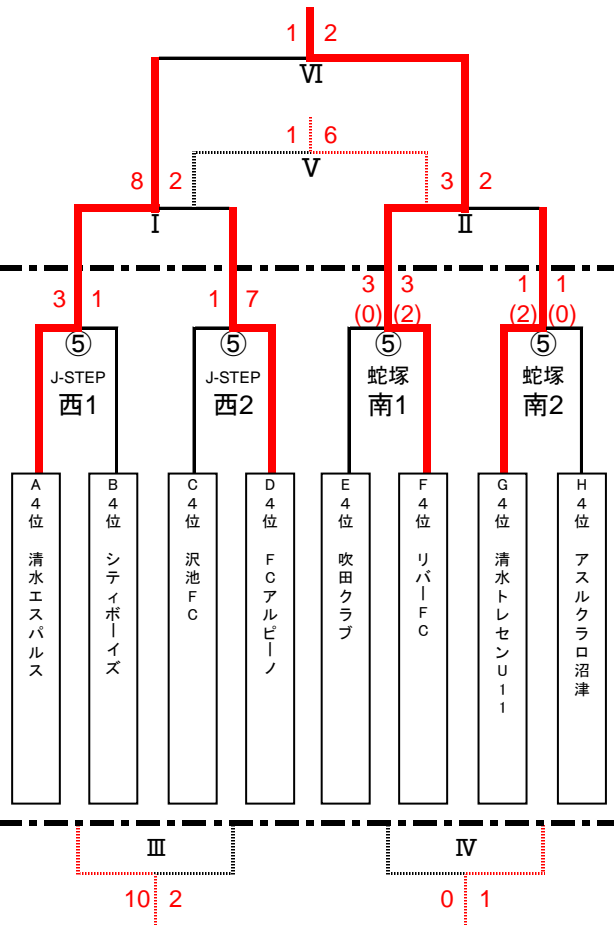 1 2
Ⅵ
1 6
Ⅴ
8 2
3 2
Ⅰ
Ⅱ
3 1
1 7
3 3
(0) (2)
1 1
(2) (0)
⑤
J-STEP
西1
⑤
J-STEP
西2
⑤
蛇塚
南1
⑤
蛇塚
南2
A4位 清水エスパルス
B4位 シティボーイズ
C4位 沢池FC
D4位 FCアルピーノ
E4位 吹田クラブ
F4位 リバーFC
G4位 清水トレセンU11
H4位 アスルクラロ沼津
Ⅲ
Ⅳ
10 2
0 1